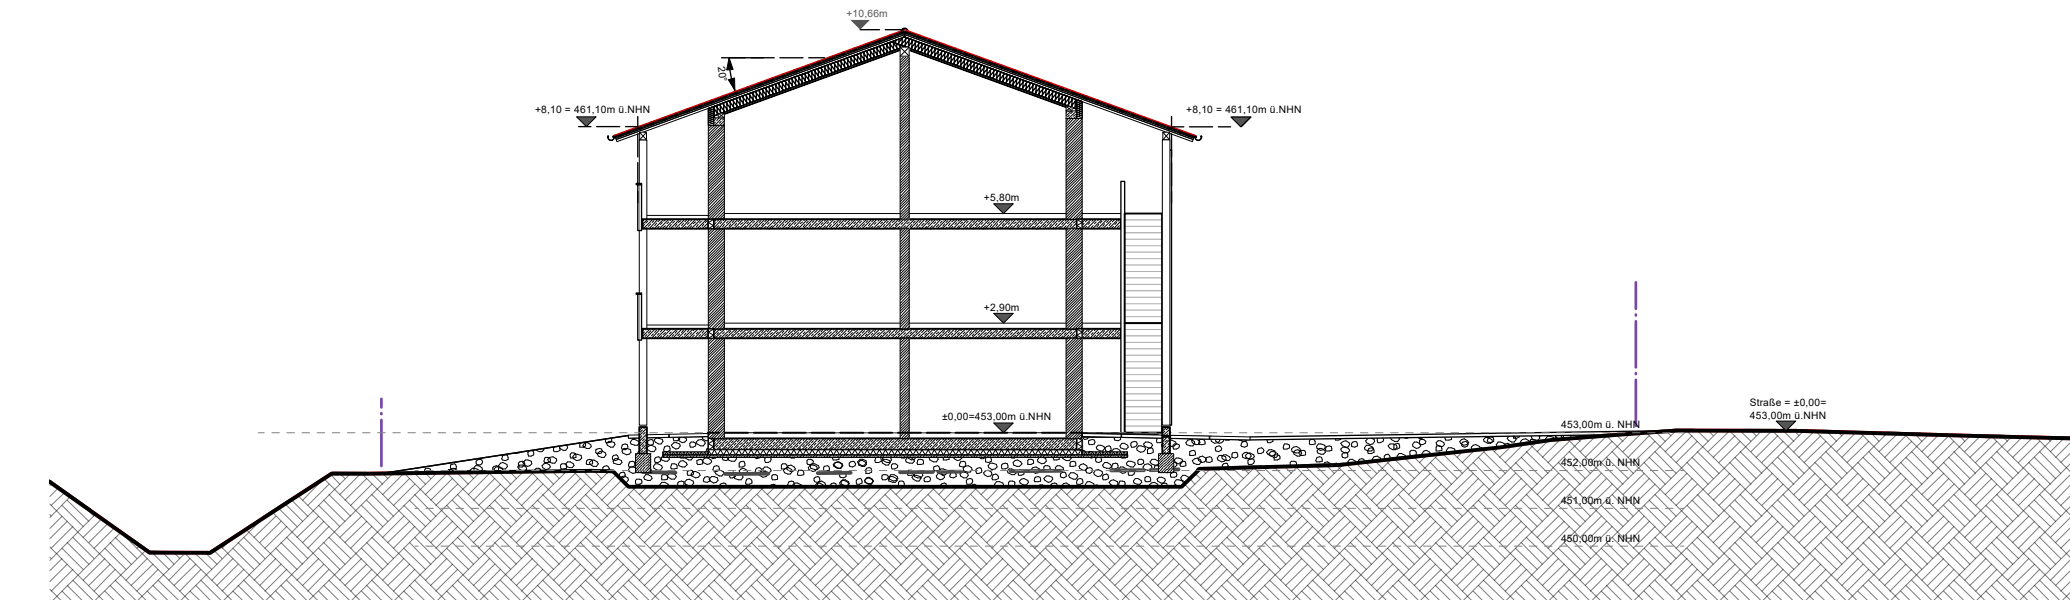 +10,66m
20°
+8,10 = 461,10m ü.NHN
+8,10 = 461,10m ü.NHN
+5,80m
+2,90m
±0,00=453,00m ü.NHN
Straße = ±0,00=
453,00m ü.NHN
453,00m ü. NHN
452,00m ü. NHN
451,00m ü. NHN
450,00m ü. NHN